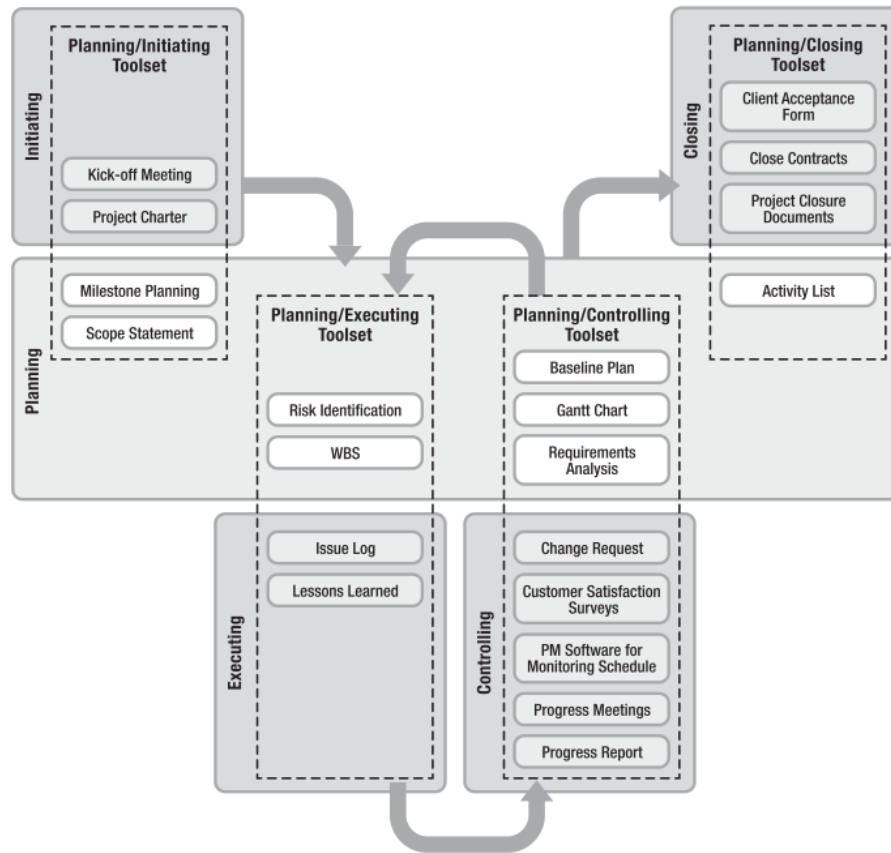 Initiating
Planning/Initiating
Toolset
Kick-off Meeting
Project Charter
Milestone Planning
Scope Statement
Closing
Planning/Closing
Toolset
Client Acceptance
Form
Close Contracts
Project Closure
Documents
Activity List
Planning
Planning/Executing
Toolset
Risk Identification
WBS
Executing
Issue Log
Lessons Learned
Planning/Controlling
Toolset
Baseline Plan
Gantt Chart
Requirements
Analysis
Controlling
Change Request
Customer Satisfaction
Surveys
PM Software for
Monitoring Schedule
Progress Meetings
Progress Report